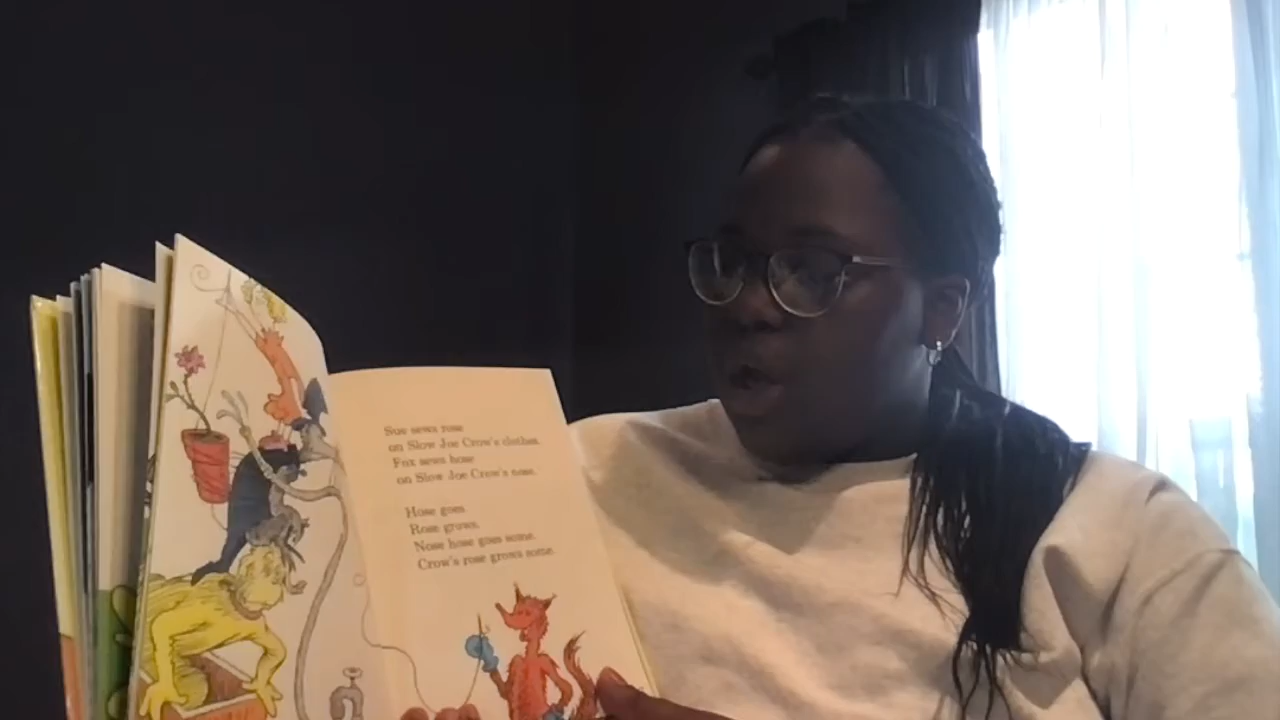 Sue sews rose
on Slow Joe Crow's clothes.
Fox sews hose
on Slow Joe Crow's nose.
Hose goes.
Rose grows.
Nose hose goes some.
Crow's rose grows some.